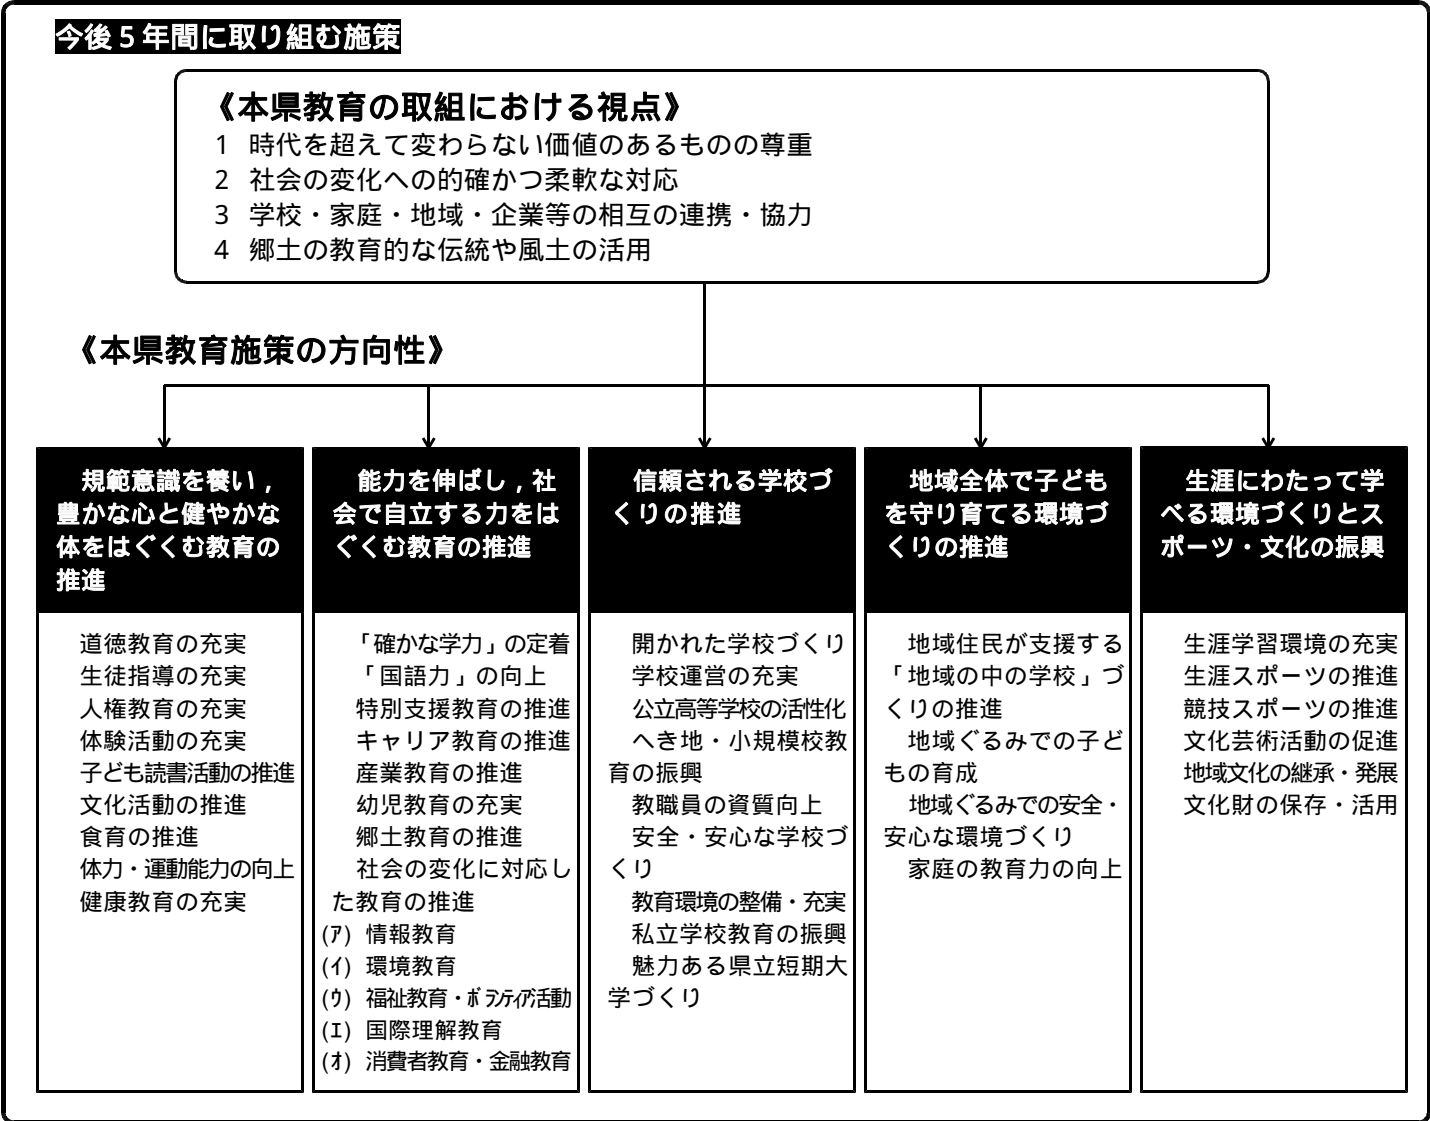 今後５年間に取り組む施策
《本県教育の取組における視点》
1 時代を超えて変わらない価値のあるものの尊重
2 社会の変化への的確かつ柔軟な対応
3 学校・家庭・地域・企業等の相互の連携・協力
4 郷土の教育的な伝統や風土の活用
《本県教育施策の方向性》
規範意識を養い，
豊かな心と健やかな
体をはぐくむ教育の
推進
道徳教育の充実
生徒指導の充実
人権教育の充実
体験活動の充実
子ども読書活動の推進
文化活動の推進
食育の推進
体力・運動能力の向上
健康教育の充実
能力を伸ばし，社
会で自立する力をは
ぐくむ教育の推進
「確かな学力」の定着
「国語力」の向上
特別支援教育の推進
キャリア教育の推進
産業教育の推進
幼児教育の充実
郷土教育の推進
社会の変化に対応し
た教育の推進
(ｱ) 情報教育
(ｲ) 環境教育
(ｳ) 福祉教育・ﾎﾞﾗﾝﾃｨｱ活動
(ｴ) 国際理解教育
(ｵ) 消費者教育・金融教育
信頼される学校づ
くりの推進
開かれた学校づくり
学校運営の充実
公立高等学校の活性化
へき地・小規模校教
育の振興
教職員の資質向上
安全・安心な学校づ
くり
教育環境の整備・充実
私立学校教育の振興
魅力ある県立短期大
学づくり
地域全体で子ども
を守り育てる環境づ
くりの推進
地域住民が支援する
「地域の中の学校」づ
くりの推進
地域ぐるみでの子ど
もの育成
地域ぐるみでの安全・
安心な環境づくり
家庭の教育力の向上
生涯にわたって学
べる環境づくりとス
ポーツ・文化の振興
生涯学習環境の充実
生涯スポーツの推進
競技スポーツの推進
文化芸術活動の促進
地域文化の継承・発展
文化財の保存・活用